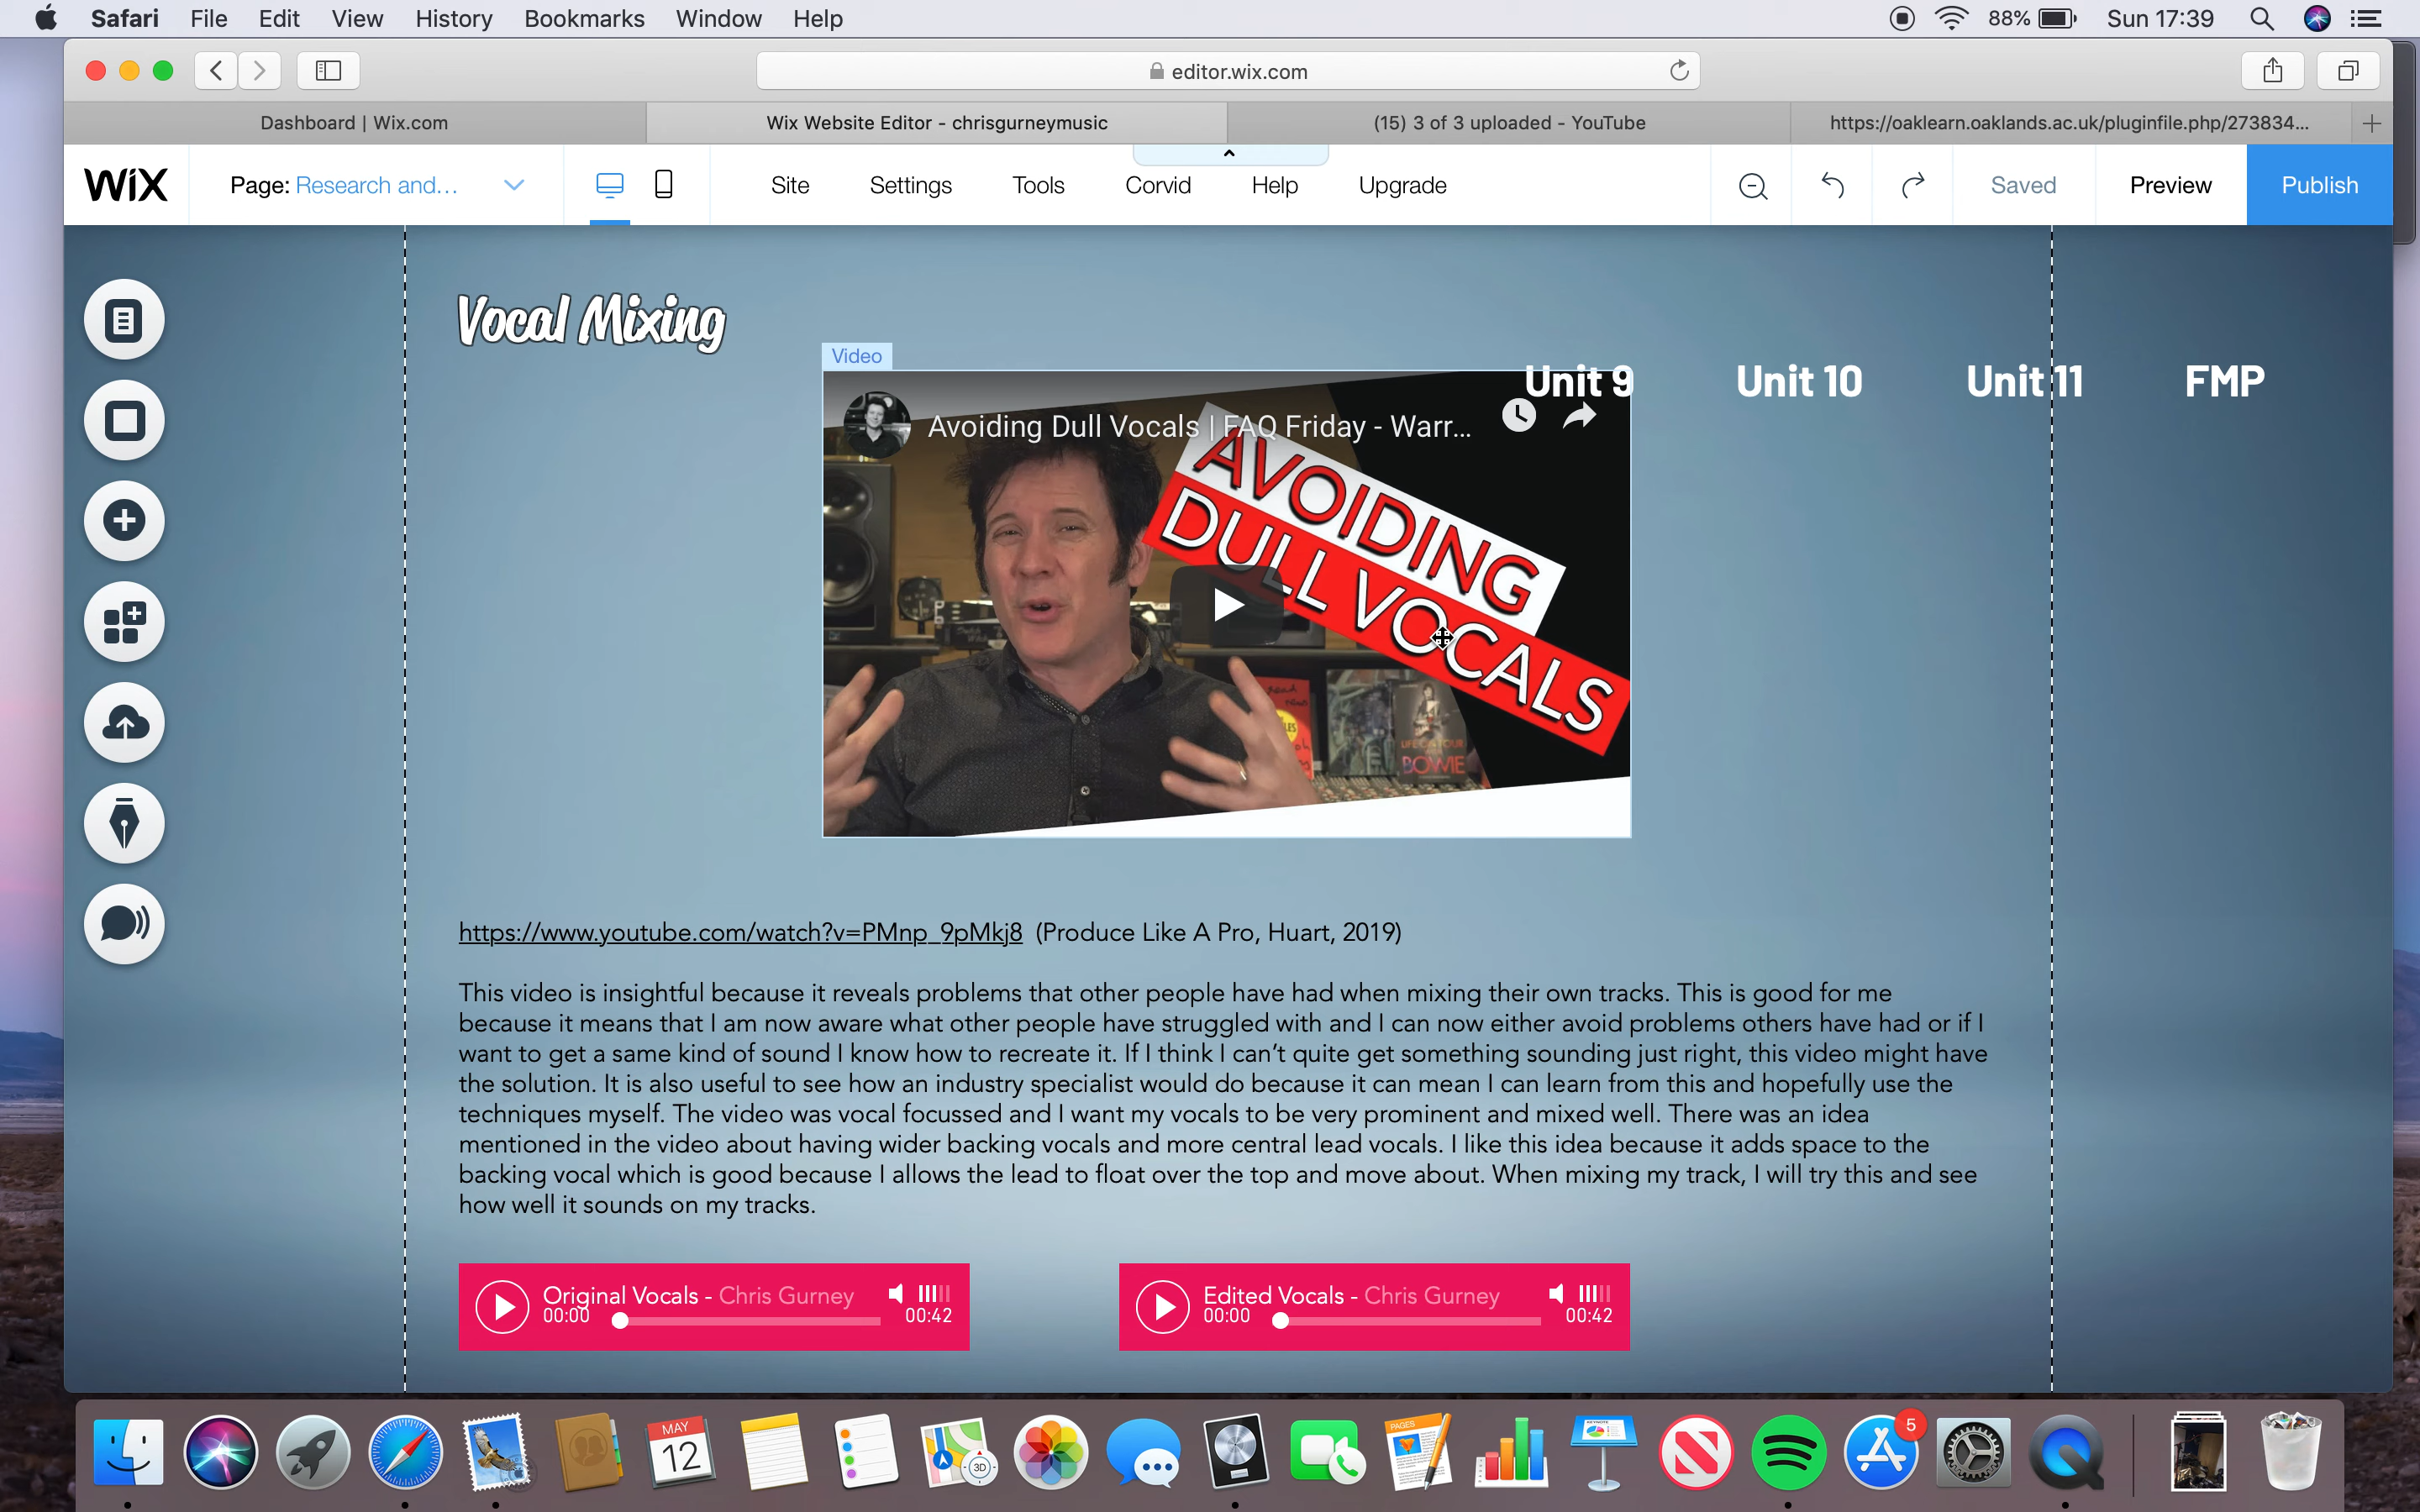 Safari File Edit View History Bookmarks Window Help 88% Sun 17:39
editor.wix.com
Dashboard | Wix.com Wix Website Editor - chrisgurneymusic (15) 3 of 3 uploaded - YouTube https://oaklearn.oaklands.ac.uk/pluginfile.php/273834...
WiX Page: Research and... Site Settings Tools Corvid Help Upgrade Saved Preview Publish
Vocal Mixing
Video
Unit 9 Unit 10 Unit 11 FMP
Avoiding Dull Vocals | FAQ Friday - Warr...
AVOIDING
DULL VOCALS
BOWIE
https://www.youtube.com/watch?v=PMnp_9pMkj8 (Produce Like A Pro, Huart, 2019)
This video is insightful because it reveals problems that other people have had when mixing their own tracks. This is good for me
because it means that I am now aware what other people have struggled with and I can now either avoid problems others have had or if I
want to get a same kind of sound I know how to recreate it. If I think I can't quite get something sounding just right, this video might have
the solution. It is also useful to see how an industry specialist would do because it can mean I can learn from this and hopefully use the
techniques myself. The video was vocal focussed and I want my vocals to be very prominent and mixed well. There was an idea
mentioned in the video about having wider backing vocals and more central lead vocals. I like this idea because it adds space to the
backing vocal which is good because I allows the lead to float over the top and move about. When mixing my track, I will try this and see
how well it sounds on my tracks.
Original Vocals - Chris Gurney
00:00 00:42
Edited Vocals - Chris Gurney
00:00 00:42
MAY
12
3D
PAGES
KEYNOTE
5